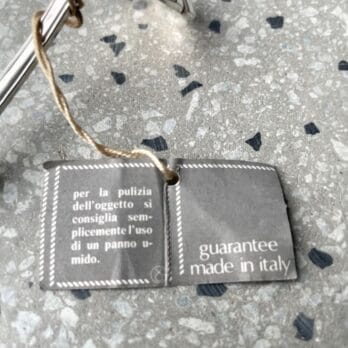 per la pulizia
dell'oggetto si
consiglia sem-
plicemente l'uso
di un panno u-
mido.
guarantee
made in italy